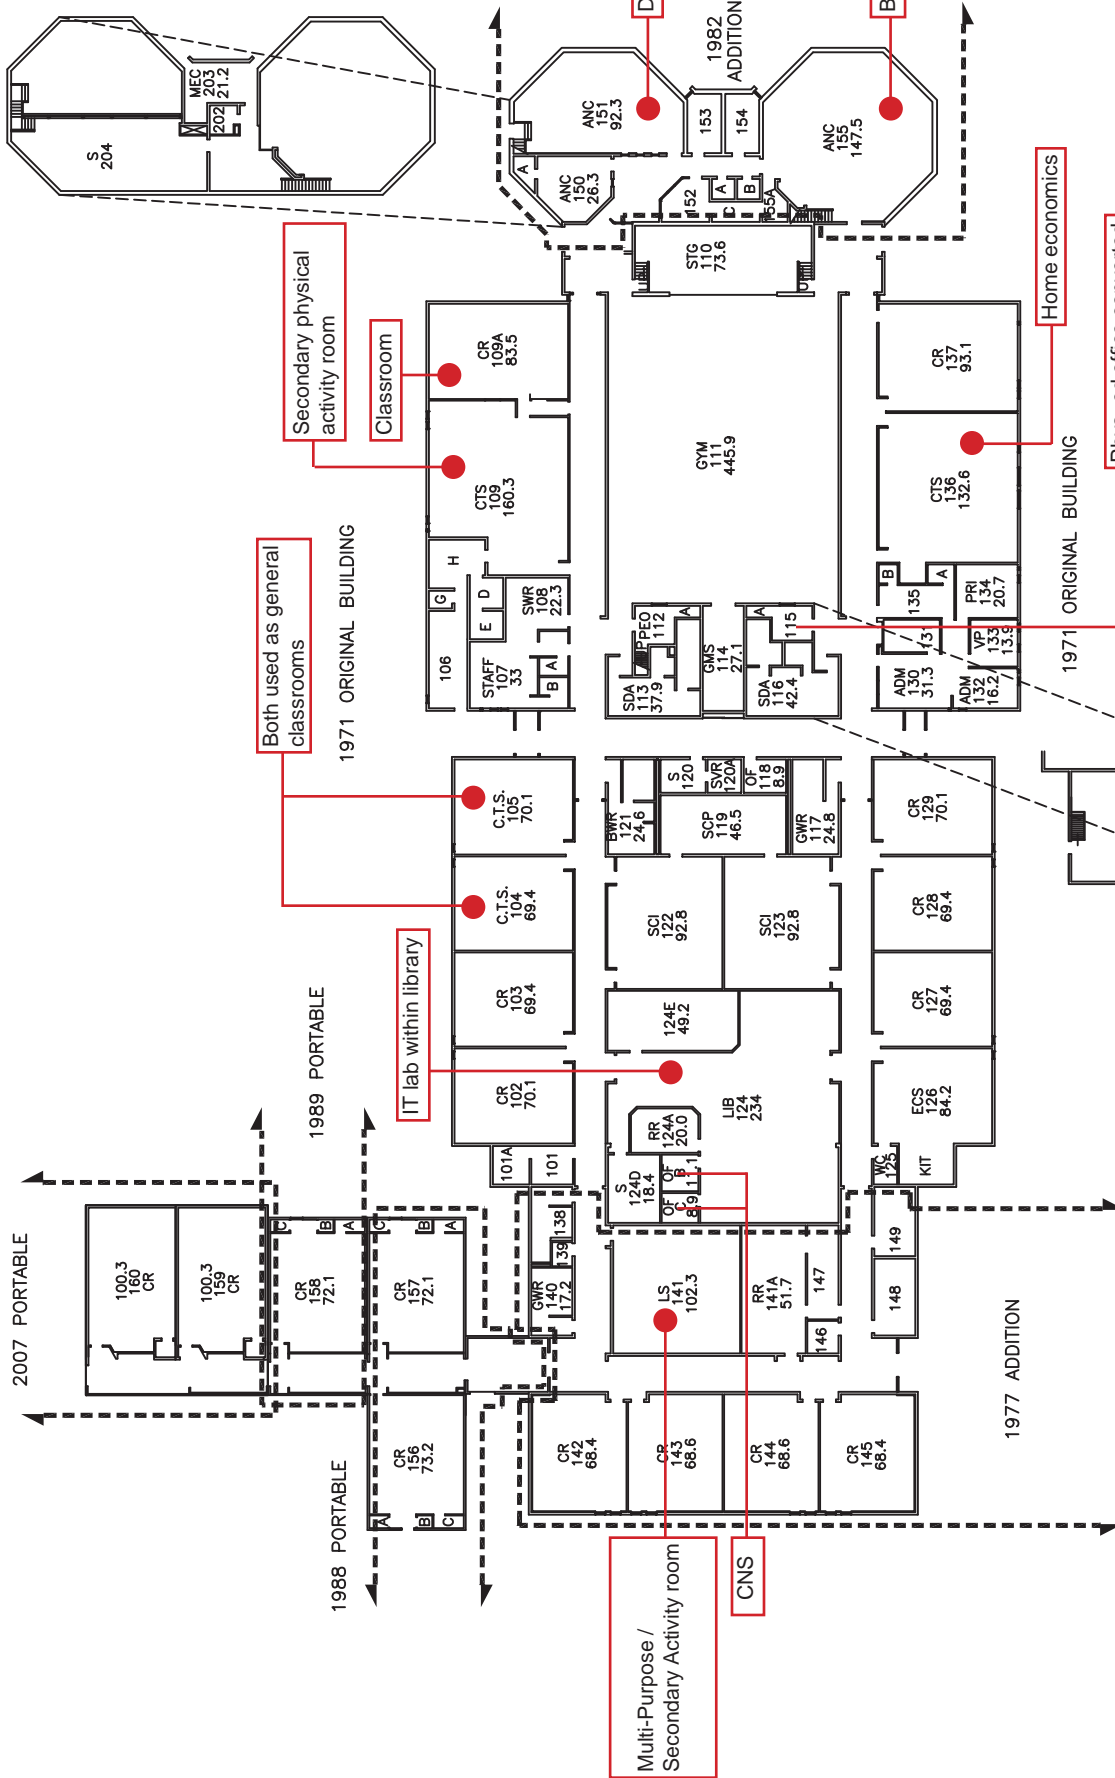 2007 PORTABLE
1989 PORTABLE
1988 PORTABLE
1977 ADDITION
1971 ORIGINAL BUILDING
1971 ORIGINAL BUILDING
1982
ADDITION
Both used as general
classrooms
Secondary physical
activity room
Classroom
IT lab within library
Multi-Purpose /
Secondary Activity room
CNS
Home economics
D
B
100.3
160
CR
100.3
159
CR
C
B
A
CR
158
72.1
C
B
A
CR
157
72.1
CR
156
73.2
A
B
C
CR
142
68.4
CR
143
68.6
CR
144
68.6
CR
145
68.4
GWR
140
17.2
139
138
LS
141
102.3
RR
141A
51.7
146
147
148
149
101A
101
CR
102
70.1
CR
103
69.4
C.T.S.
104
69.4
C.T.S.
105
70.1
S
124D
18.4
RR
124A
20.0
OF
B
OF
C
8.9
LIB
124
234
124E
49.2
SCI
122
92.8
SCI
123
92.8
BWR
121
24.6
S
120
SVR
120A
OF
118
8.9
SCP
119
46.5
GWR
117
24.8
WC
125
KIT
ECS
126
84.2
CR
127
69.4
CR
128
69.4
CR
129
70.1
106
G
H
E
D
STAFF
107
33
B
A
SWR
108
22.3
CTS
109
160.3
CR
109A
83.5
SDA
113
37.9
PPEO
112
A
GMS
114
27.1
SDA
116
42.4
A
115
GYM
111
445.9
ADM
130
31.3
131
ADM
132
16.2
VP
133
13.9
PRI
134
20.7
135
B
A
CTS
136
132.6
CR
137
93.1
STG
110
73.6
UP
UP
ANC
150
26.3
A
ANC
151
92.3
152
A
B
C
153
154
155A
ANC
155
147.5
S
204
MEC
203
21.2
202